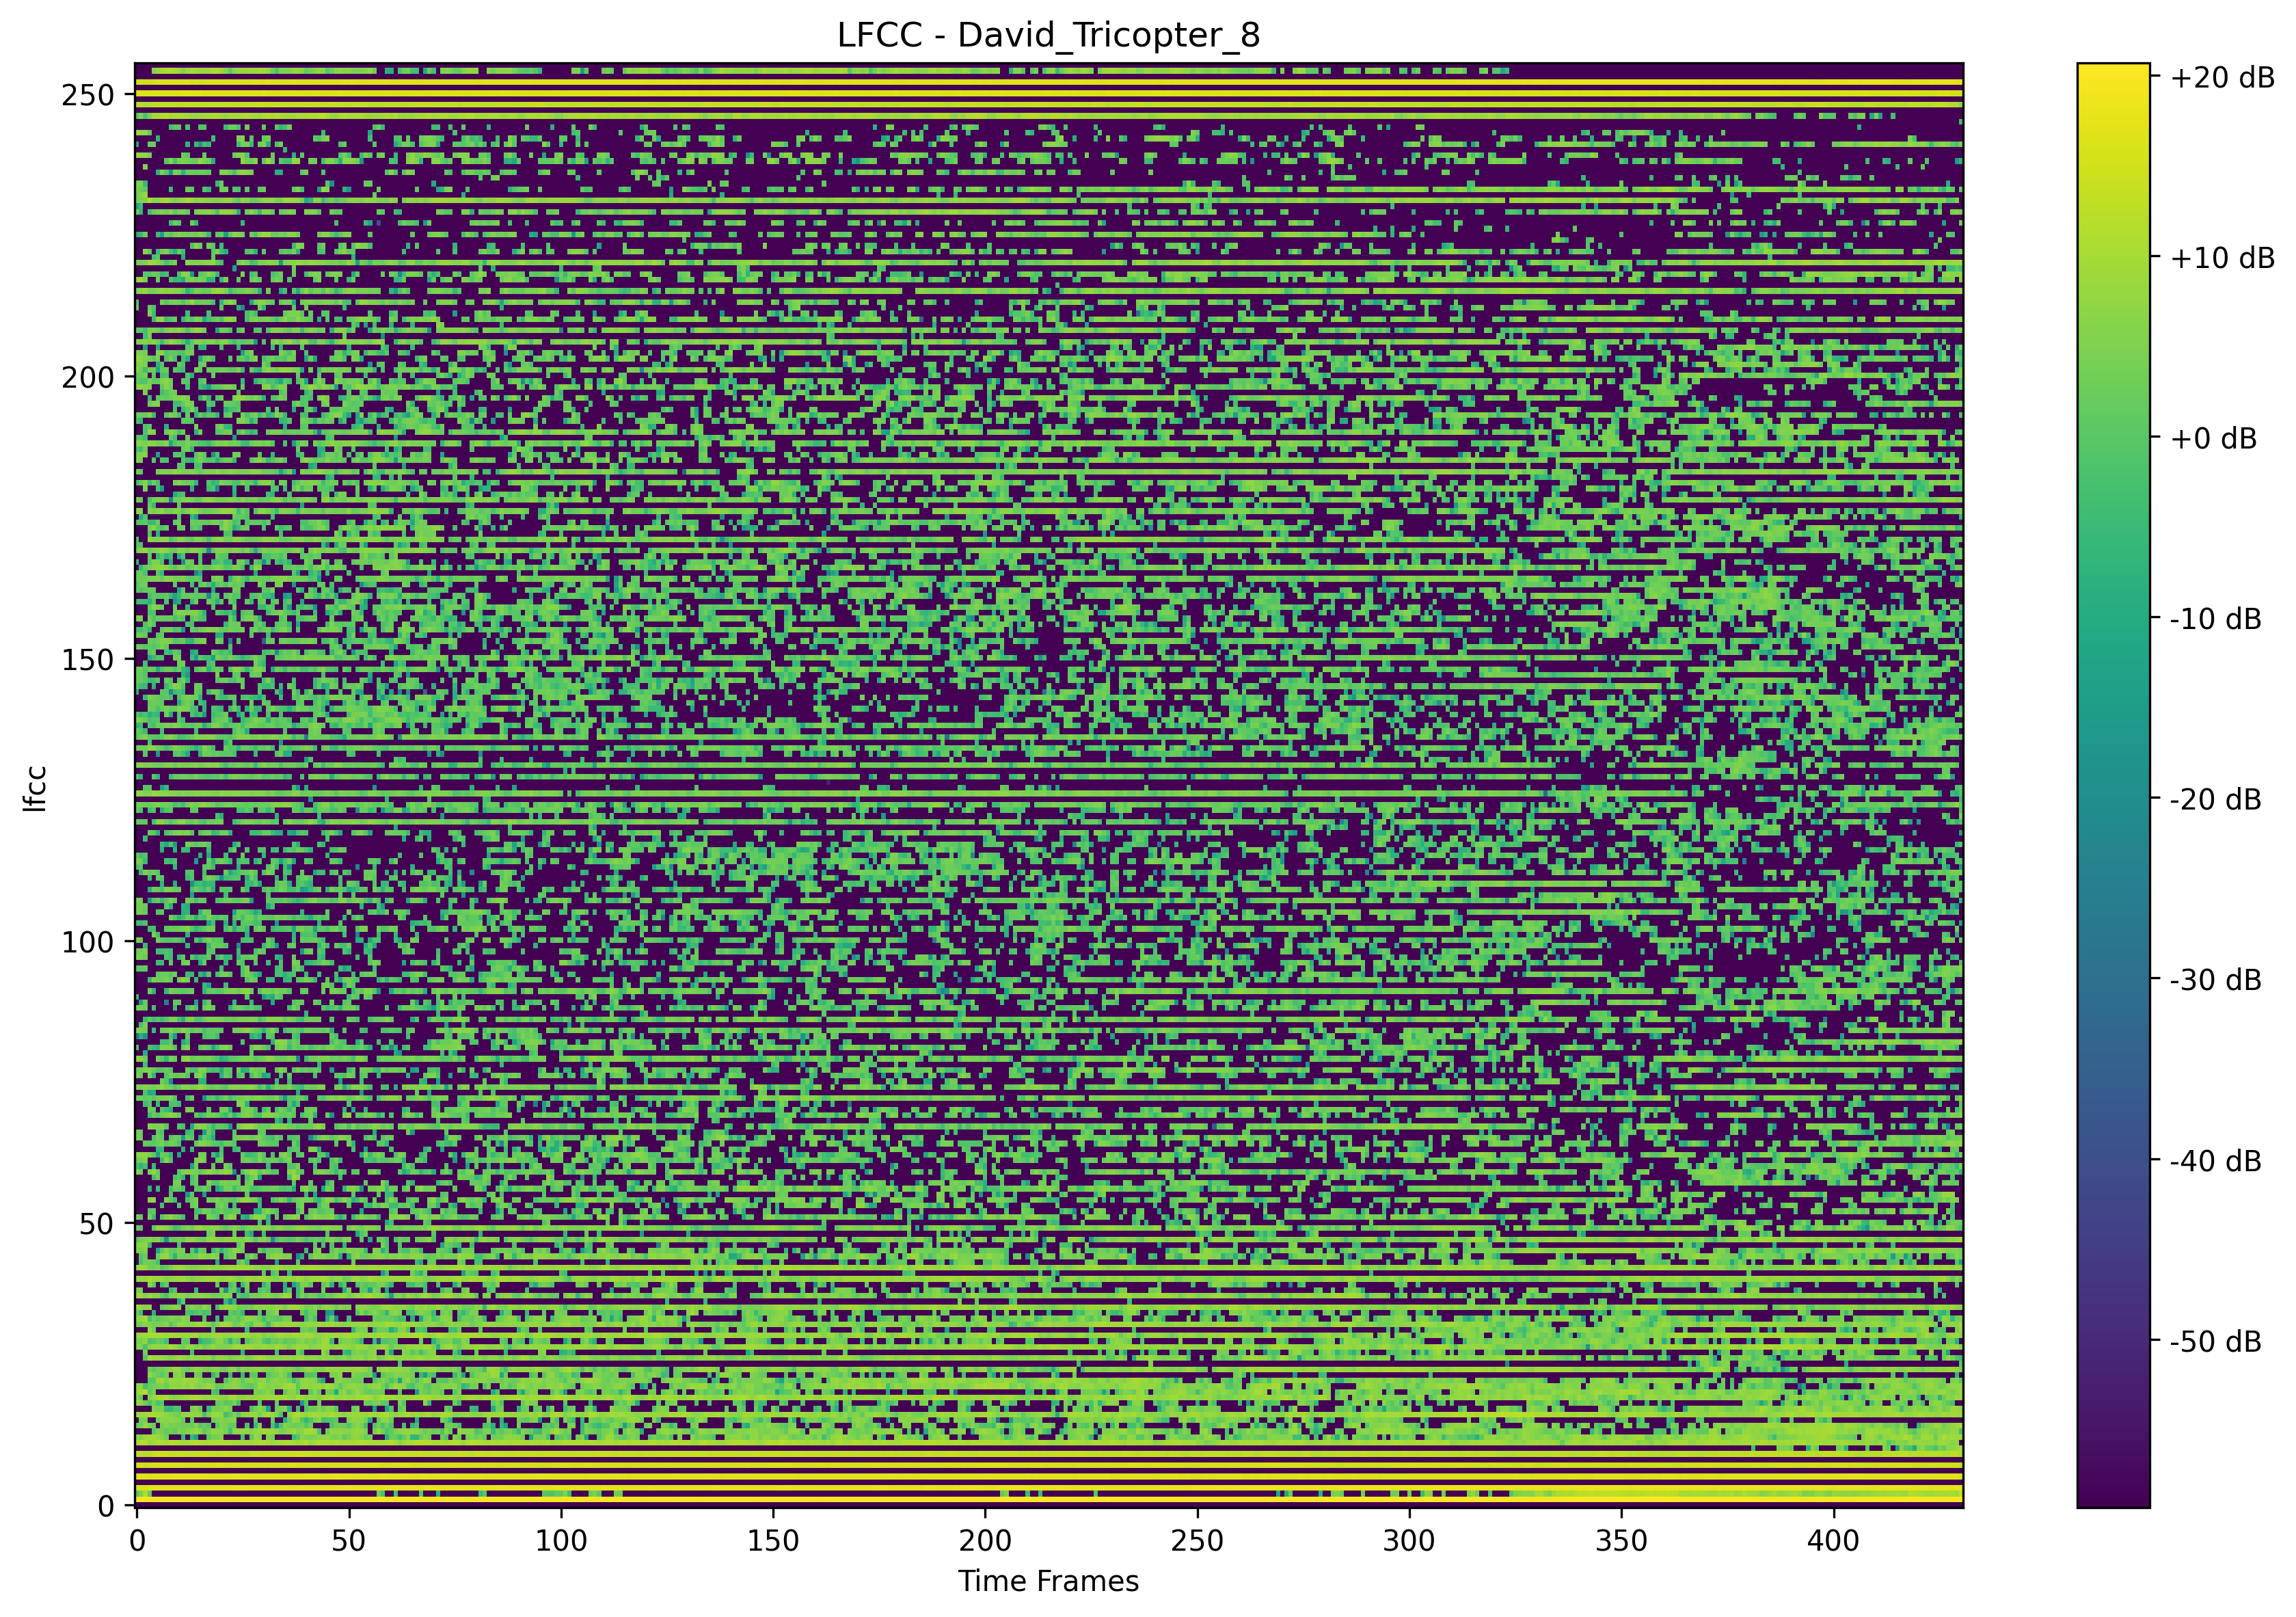 LFCC - David_Tricopter_8
lfcc
250
200
150
100
50
0
0 50 100 150 200 250 300 350 400
Time Frames
+20 dB
+10 dB
+0 dB
-10 dB
-20 dB
-30 dB
-40 dB
-50 dB